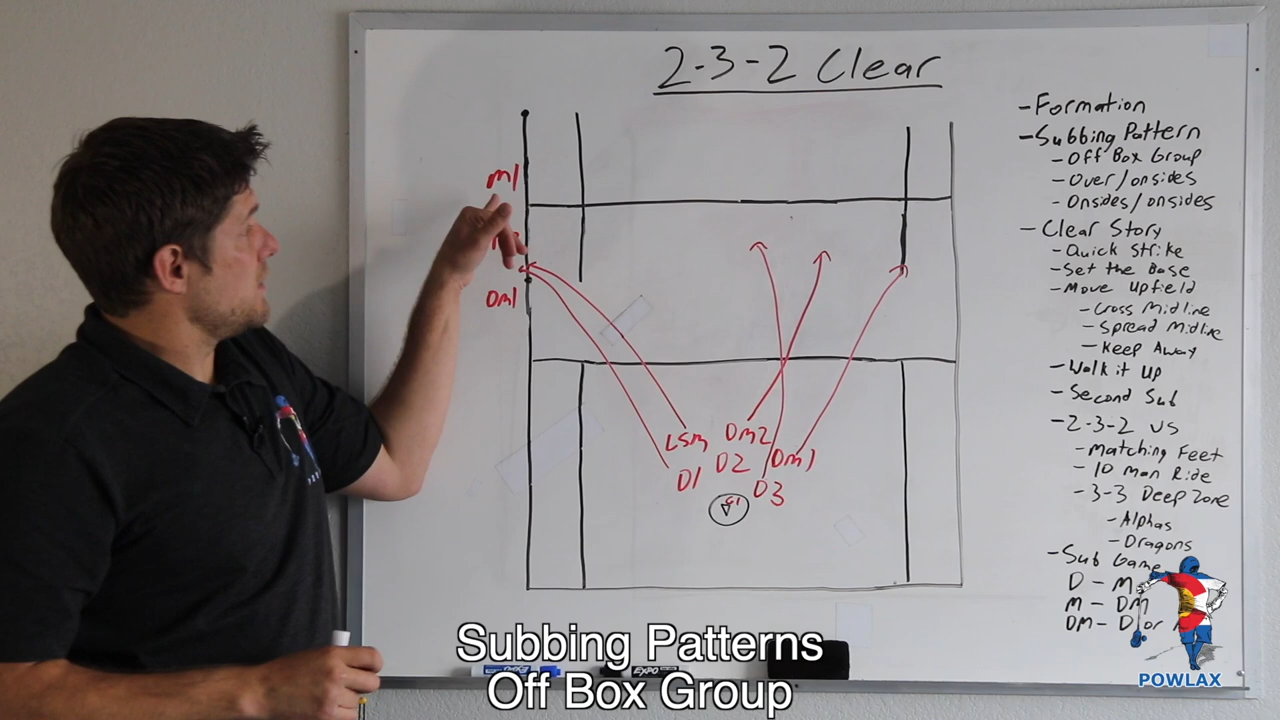 2-3-2 Clear
- Formation
- Subbing Pattern
- Off Box Group
- Over/onsides
- Onsides/onsides
- Clear Story
- Quick Strike
- Set the Base
- Move Upfield
- Cross Midline
- Spread Midline
- Keep Away
- Walk it Up
- Second Sub
- 2-3-2 vs
- Matching Feet
- 10 Man Ride
- 3-3 Deep Zone
- Alphas
- Dragons
- Sub Game
D - M
M - DM
DM - D or
M1
DM1
LSM DM2
D1 D2 DM1
D3
G1
Subbing Patterns
Off Box Group
EXPO
POWLAX